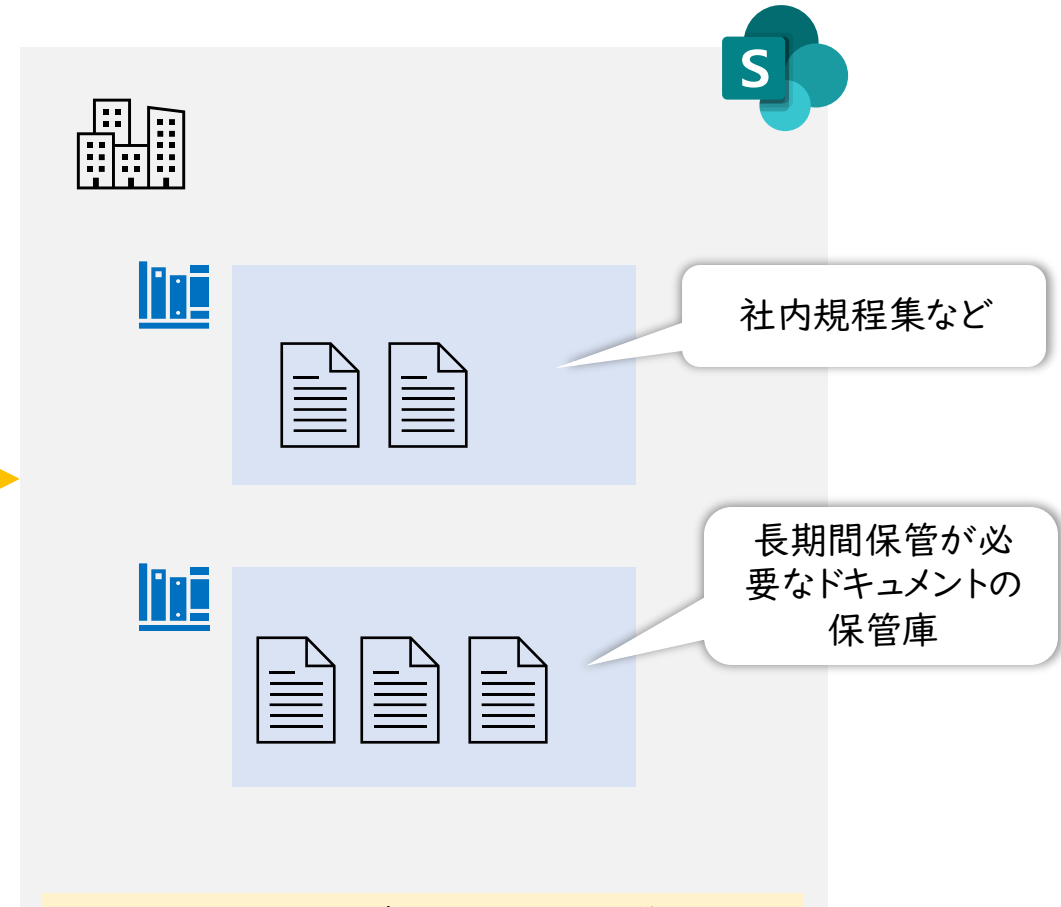 S
社内規程集など
長期間保管が必
要なドキュメントの
保管庫